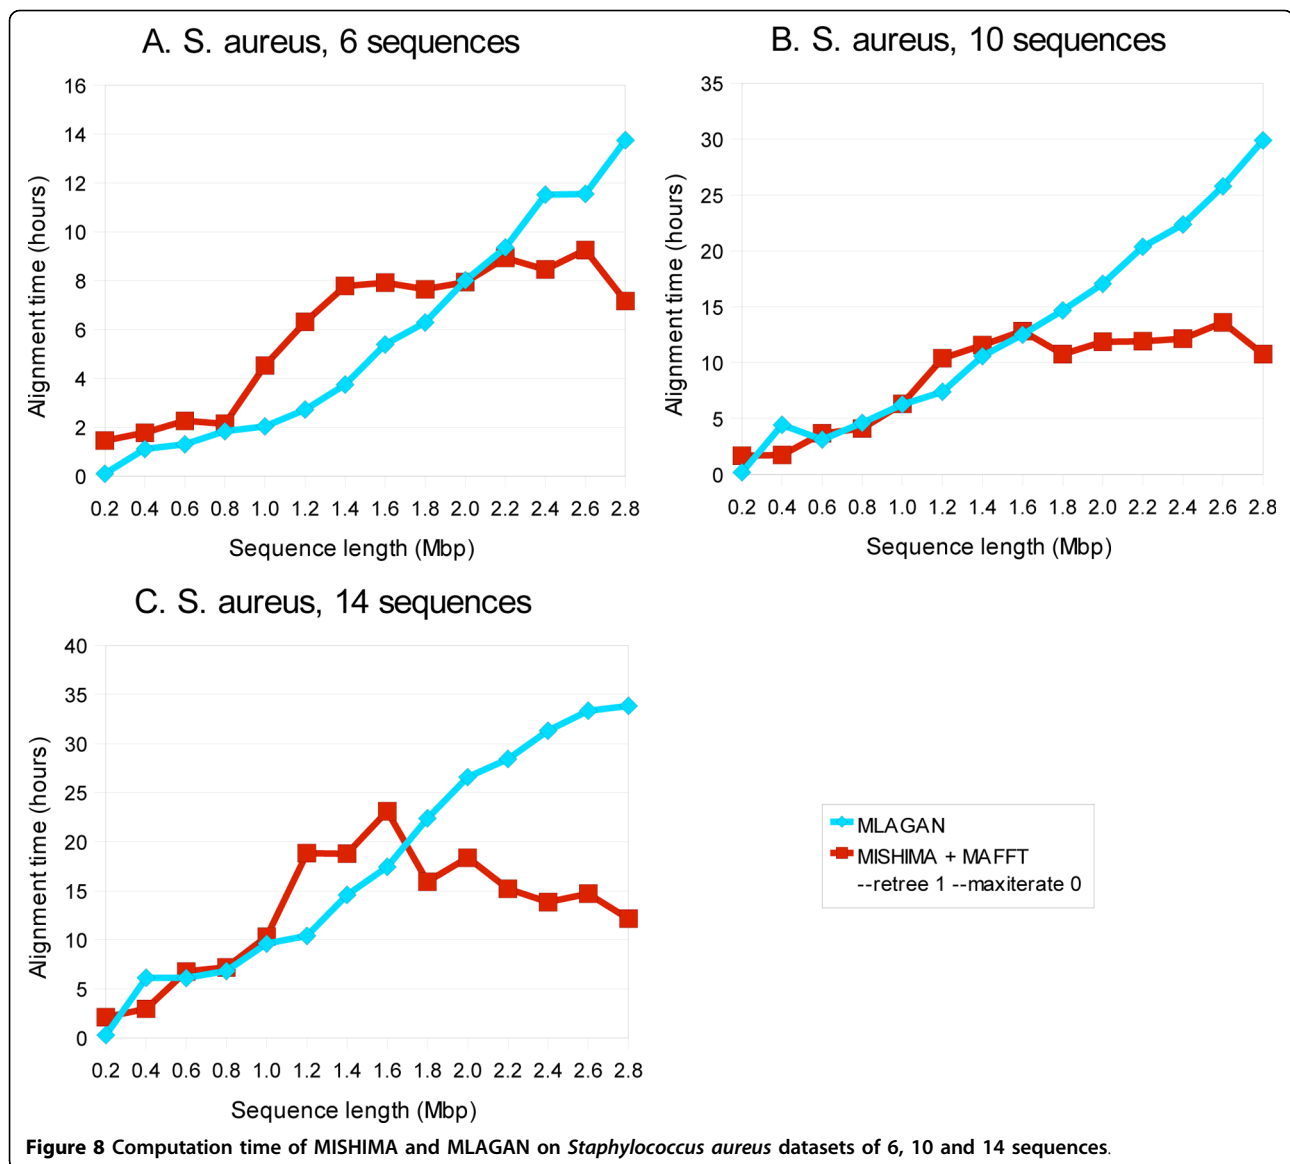 A. S. aureus, 6 sequences
16
14
12
10
8
6
4
2
0
Alignment time (hours)
0.2 0.4 0.6 0.8 1.0 1.2 1.4 1.6 1.8 2.0 2.2 2.4 2.6 2.8
Sequence length (Mbp)
B. S. aureus, 10 sequences
35
30
25
20
15
10
5
0
Alignment time (hours)
0.2 0.4 0.6 0.8 1.0 1.2 1.4 1.6 1.8 2.0 2.2 2.4 2.6 2.8
Sequence length (Mbp)
C. S. aureus, 14 sequences
40
35
30
25
20
15
10
5
0
Alignment time (hours)
0.2 0.4 0.6 0.8 1.0 1.2 1.4 1.6 1.8 2.0 2.2 2.4 2.6 2.8
Sequence length (Mbp)
MLAGAN
MISHIMA + MAFFT
--retree 1 --maxiterate 0
Figure 8 Computation time of MISHIMA and MLAGAN on Staphylococcus aureus datasets of 6, 10 and 14 sequences.